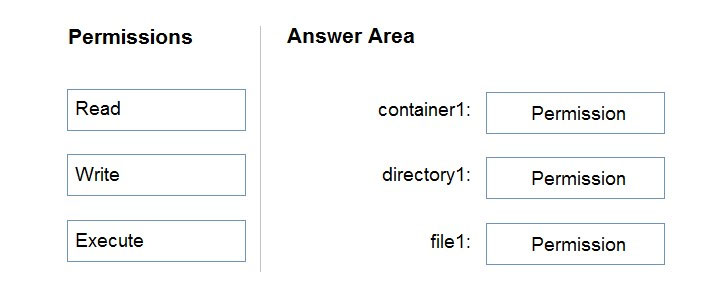 Permissions
Answer Area
Read
container1: Permission
Write
directory1: Permission
Execute
file1: Permission